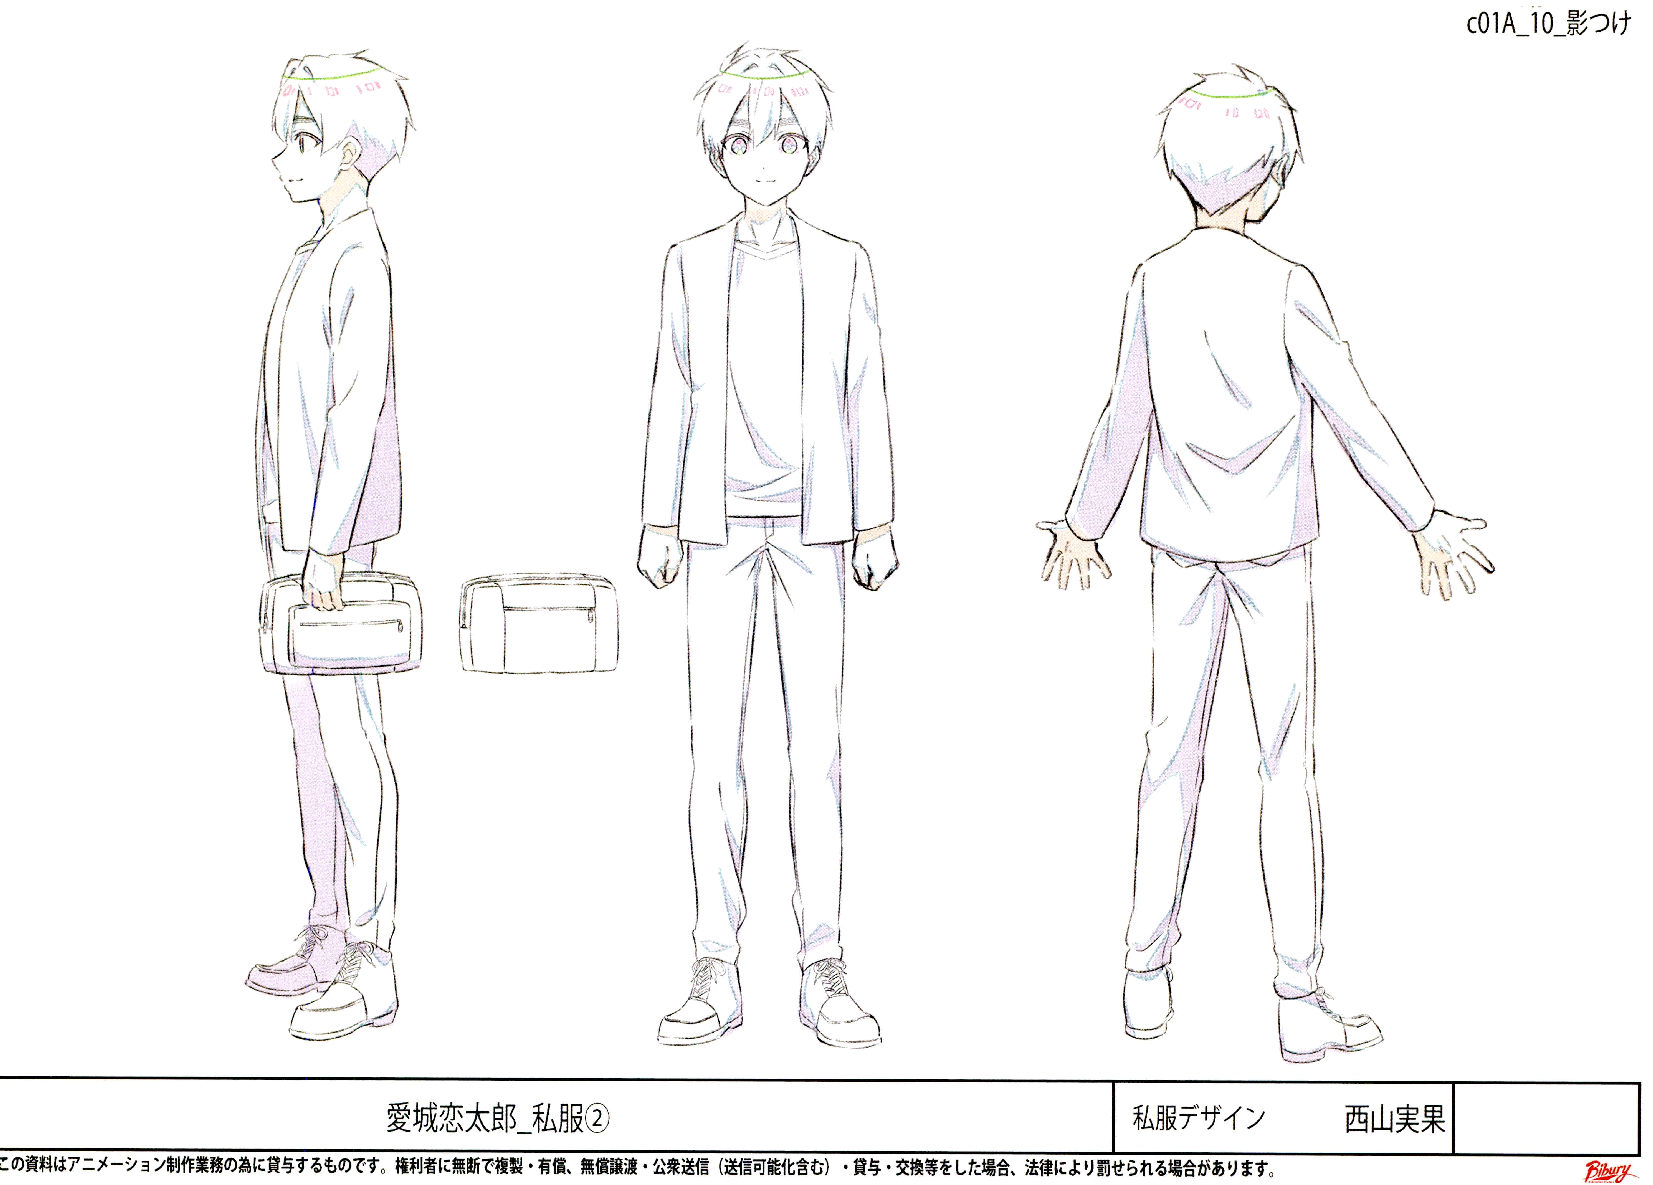 c01A_10_影つけ
愛城恋太郎_私服②
私服デザイン 西山実果
この資料はアニメーション制作業務の為に貸与するものです。権利者に無断で複製・有償、無償譲渡・公衆送信（送信可能化含む）・貸与・交換等をした場合、法律により罰せられる場合があります。
Bibury